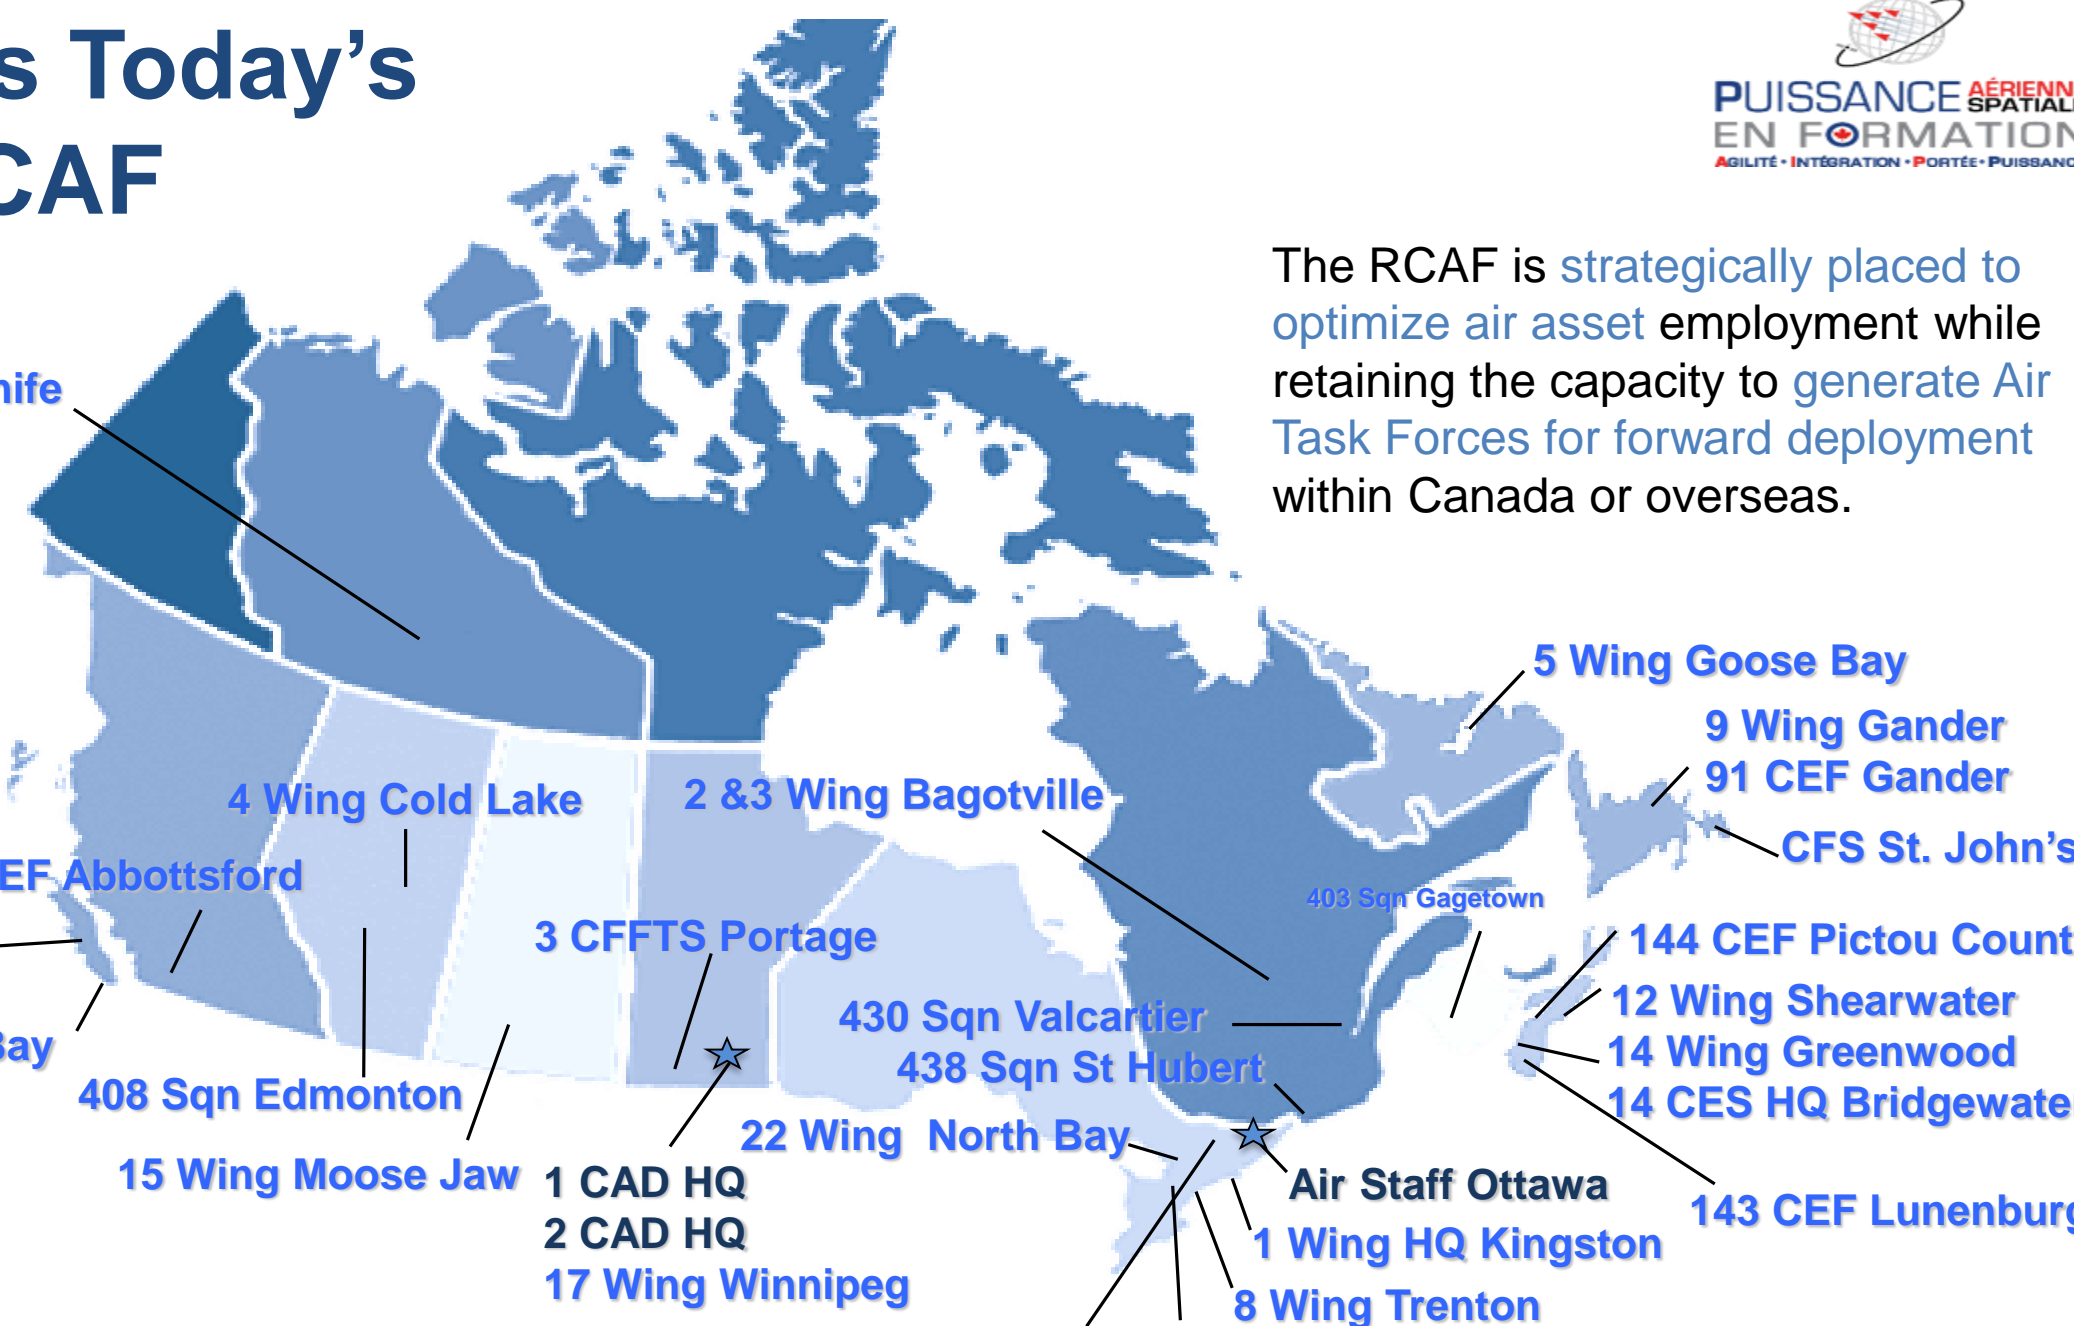 s Today's
CAF
PUISSANCE AÉRIENN
SPATIAL
EN FORMATION
AGILITÉ • INTÉGRATION • PORTÉE • PUISSANC
The RCAF is strategically placed to
optimize air asset employment while
retaining the capacity to generate Air
Task Forces for forward deployment
within Canada or overseas.
nife
5 Wing Goose Bay
9 Wing Gander
91 CEF Gander
CFS St. John's
4 Wing Cold Lake
2 &3 Wing Bagotville
EF Abbottsford
403 Sqn Gagetown
3 CFFTS Portage
144 CEF Pictou Count
12 Wing Shearwater
14 Wing Greenwood
14 CES HQ Bridgewate
430 Sqn Valcartier
438 Sqn St Hubert
Bay
408 Sqn Edmonton
22 Wing  North Bay
15 Wing Moose Jaw
1 CAD HQ
2 CAD HQ
17 Wing Winnipeg
Air Staff Ottawa
143 CEF Lunenburg
1 Wing HQ Kingston
8 Wing Trenton